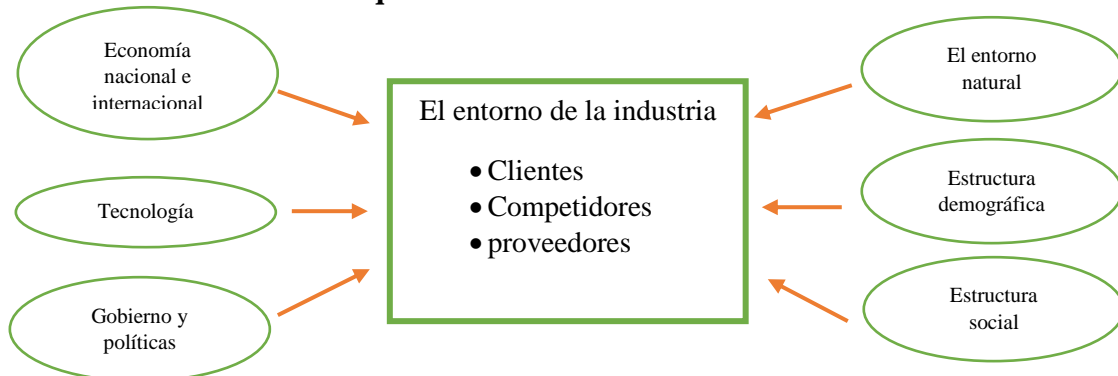 Economía
nacional e
internacional
Tecnología
Gobierno y
políticas
El entorno de la industria
• Clientes
• Competidores
• proveedores
El entorno
natural
Estructura
demográfica
Estructura
social